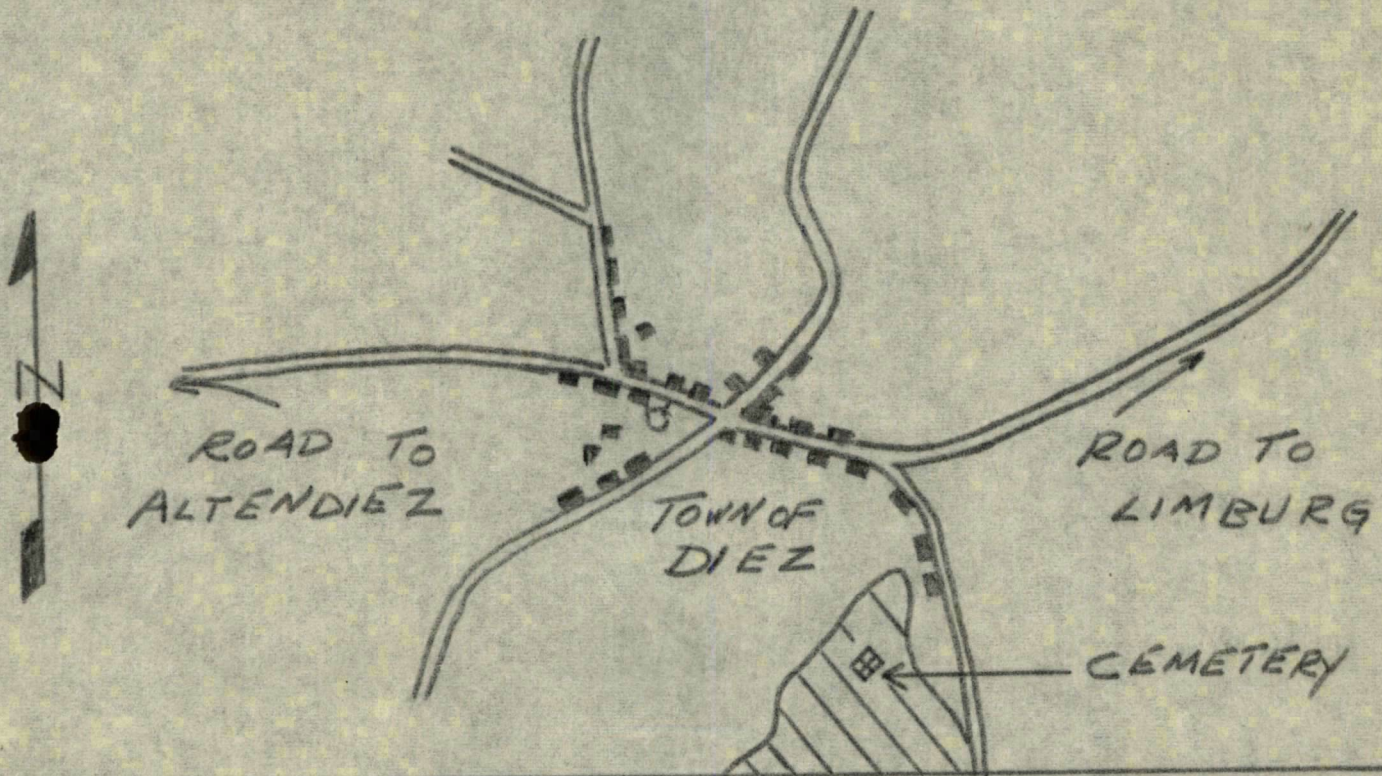 N
ROAD TO
ALTENDIEZ
TOWN OF
DIEZ
ROAD TO
LIMBURG
CEMETERY